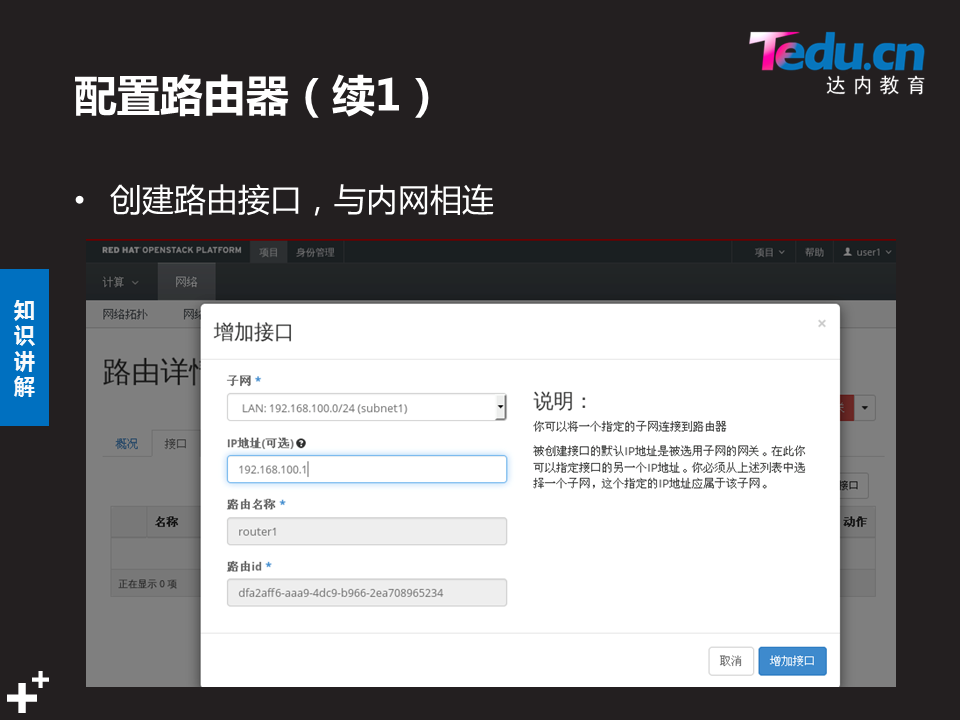 Tedu.cn
达内教育
配置路由器（续1）
• 创建路由接口，与内网相连
知识讲解
RED HAT OPENSTACK PLATFORM 项目 身份管理 项目 帮助 user1
计算 网络
网络拓扑
路由详
增加接口 ×
子网 *
LAN: 192.168.100.0/24 (subnet1)
IP地址(可选)
192.168.100.1
路由名称 *
router1
路由id *
dfa2aff6-aaa9-4dc9-b966-2ea708965234
说明：
你可以将一个指定的子网连接到路由器
被创建接口的默认IP地址是被选用子网的网关。在此你
可以指定接口的另一个IP地址。你必须从上述列表中选
择一个子网，这个指定的IP地址应属于该子网。
概况 接口
接口
名称 动作
正在显示 0 项
取消 增加接口